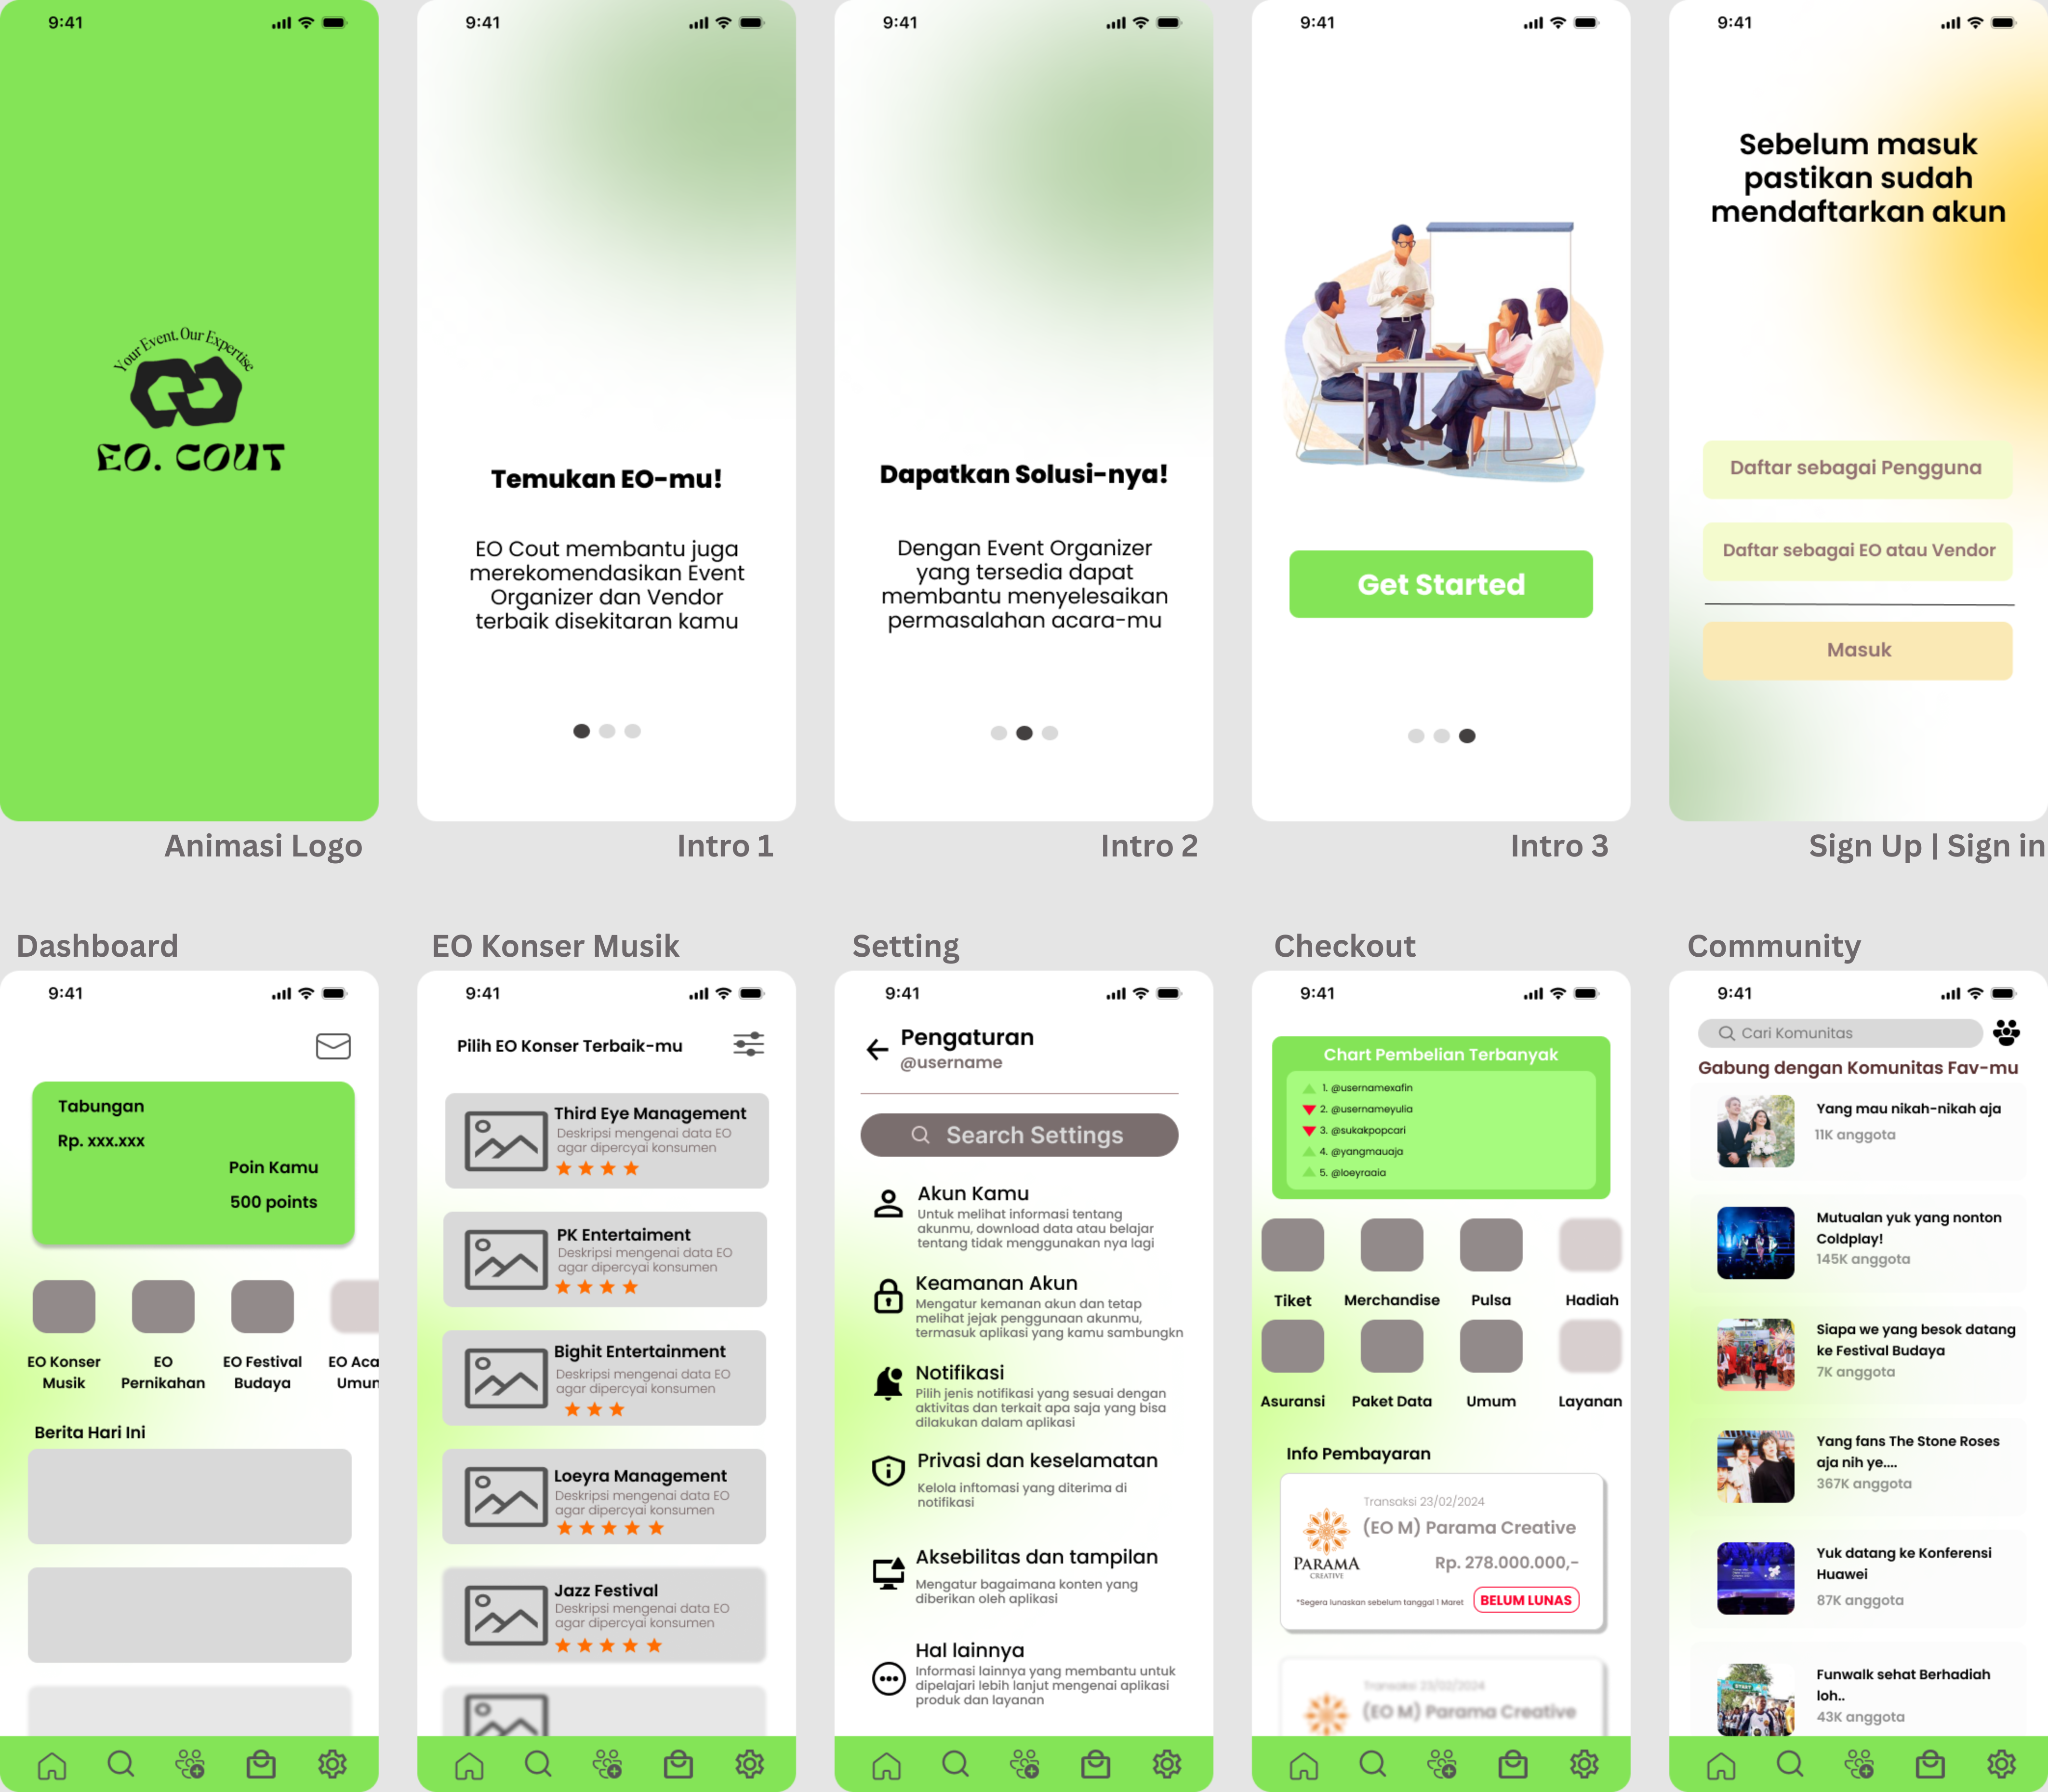 9:41
Your Event. Our Expertise
EO. COUT
Animasi Logo
9:41
Temukan EO-mu!
EO Cout membantu juga
merekomendasikan Event
Organizer dan Vendor
terbaik disekitaran kamu
Intro 1
9:41
Dapatkan Solusi-nya!
Dengan Event Organizer
yang tersedia dapat
membantu menyelesaikan
permasalahan acara-mu
Intro 2
9:41
Get Started
Intro 3
9:41
Sebelum masuk
pastikan sudah
mendaftarkan akun
Daftar sebagai Pengguna
Daftar sebagai EO atau Vendor
Masuk
Sign Up | Sign in
Dashboard
9:41
Tabungan
Rp. xxx.xxx
Poin Kamu
500 points
EO Konser
Musik
EO
Pernikahan
EO Festival
Budaya
EO Aca
Umun
Berita Hari Ini
EO Konser Musik
9:41
Pilih EO Konser Terbaik-mu
Third Eye Management
Deskripsi mengenai data EO
agar dipercyai konsumen
PK Entertaiment
Deskripsi mengenai data EO
agar dipercyai konsumen
Bighit Entertainment
Deskripsi mengenai data EO
agar dipercyai konsumen
Loeyra Management
Deskripsi mengenai data EO
agar dipercyai konsumen
Jazz Festival
Deskripsi mengenai data EO
agar dipercyai konsumen
Setting
9:41
Pengaturan
@username
Search Settings
Akun Kamu
Untuk melihat informasi tentang
akunmu, download data atau belajar
tentang tidak menggunakan nya lagi
Keamanan Akun
Mengatur kemanan akun dan tetap
melihat jejak penggunaan akunmu,
termasuk aplikasi yang kamu sambungkn
Notifikasi
Pilih jenis notifikasi yang sesuai dengan
aktivitas dan terkait apa saja yang bisa
dilakukan dalam aplikasi
Privasi dan keselamatan
Kelola inftomasi yang diterima di
notifikasi
Aksebilitas dan tampilan
Mengatur bagaimana konten yang
diberikan oleh aplikasi
Hal lainnya
Informasi lainnya yang membantu untuk
dipelajari lebih lanjut mengenai aplikasi
produk dan layanan
Checkout
9:41
Chart Pembelian Terbanyak
1. @usernamexafin
2. @usernameyulia
3. @sukakpopcari
4. @yangmauaja
5. @loeyraaia
Tiket
Merchandise
Pulsa
Hadiah
Asuransi
Paket Data
Umum
Layanan
Info Pembayaran
Transaksi 23/02/2024
(EO M) Parama Creative
PARAMA
CREATIVE
Rp. 278.000.000,-
*Segera lunaskan sebelum tanggal 1 Maret
BELUM LUNAS
Transaksi 23/02/2024
(EO M) Parama Creative
Community
9:41
Cari Komunitas
Gabung dengan Komunitas Fav-mu
Yang mau nikah-nikah aja
11K anggota
Mutualan yuk yang nonton
Coldplay!
145K anggota
Siapa we yang besok datang
ke Festival Budaya
7K anggota
Yang fans The Stone Roses
aja nih ye....
367K anggota
Yuk datang ke Konferensi
Huawei
87K anggota
START
Funwalk sehat Berhadiah
loh..
43K anggota